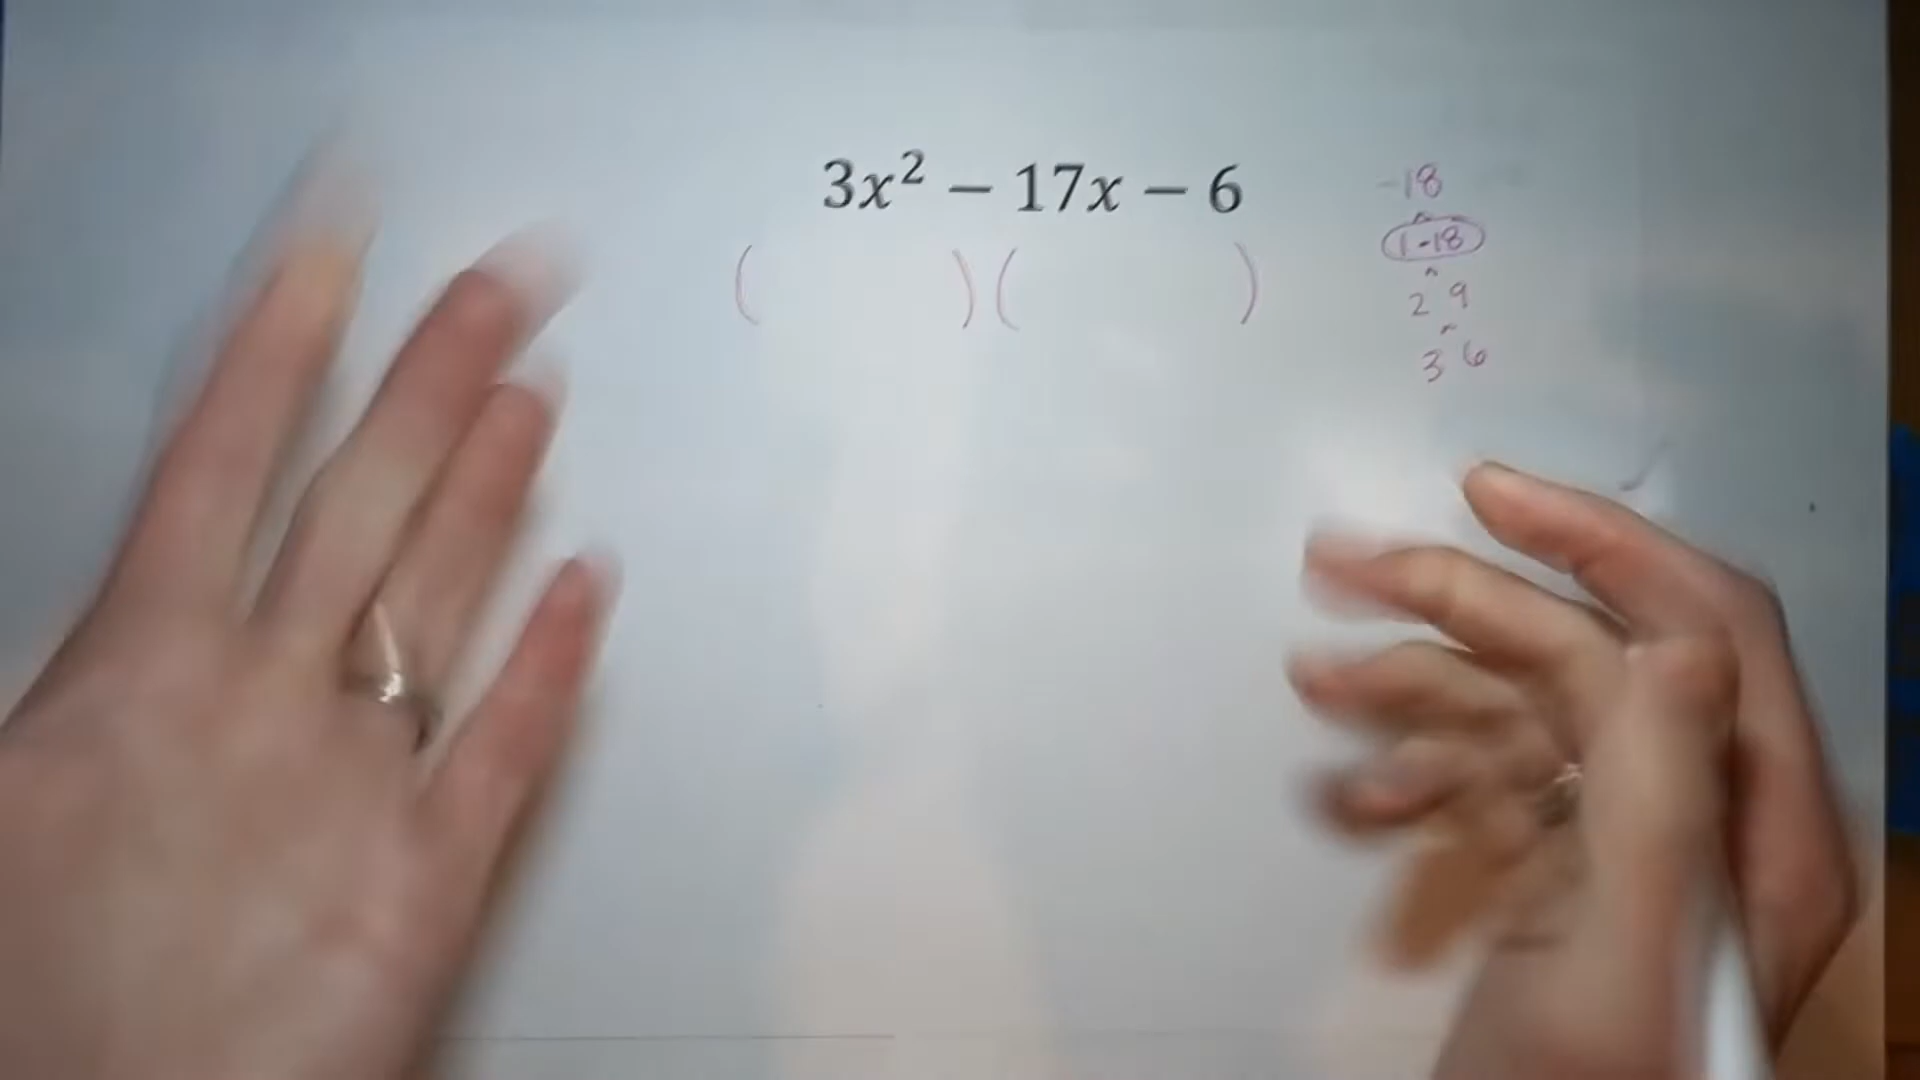 3x² − 17x − 6
-18
( )( )
1 -18
2 9
3 6